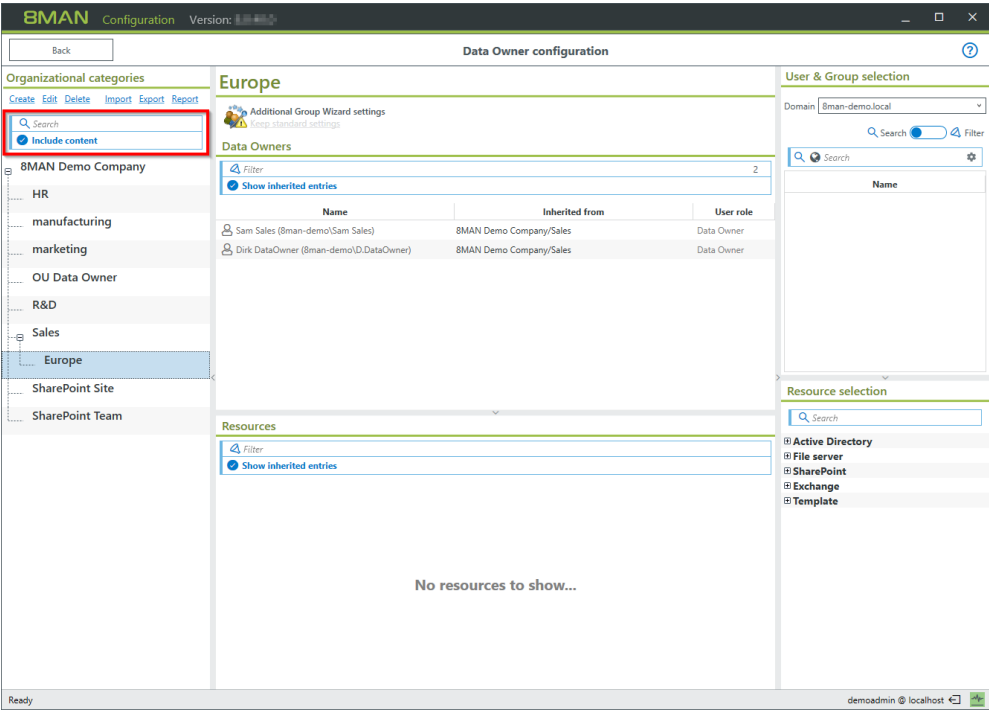 8MAN Configuration Version:
Back
Data Owner configuration
Organizational categories
Create Edit Delete Import Export Report
Search
Include content
8MAN Demo Company
HR
manufacturing
marketing
OU Data Owner
R&D
Sales
Europe
SharePoint Site
SharePoint Team
Europe
Additional Group Wizard settings
Keep standard settings
Data Owners
Filter 2
Show inherited entries
Name Inherited from User role
Sam Sales (8man-demo\Sam Sales) 8MAN Demo Company/Sales Data Owner
Dirk DataOwner (8man-demo\D.DataOwner) 8MAN Demo Company/Sales Data Owner
Resources
Filter
Show inherited entries
No resources to show...
User & Group selection
Domain 8man-demo.local
Search Filter
Search
Name
Resource selection
Search
Active Directory
File server
SharePoint
Exchange
Template
Ready
demoadmin @ localhost